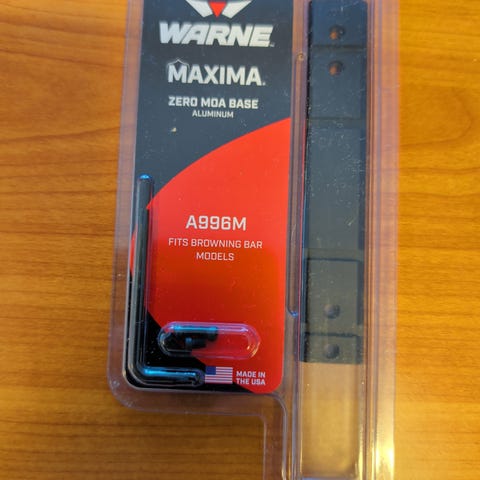 WARNE
MAXIMA
ZERO MOA BASE
ALUMINUM
A996M
FITS BROWNING BAR
MODELS
MADE IN
THE USA